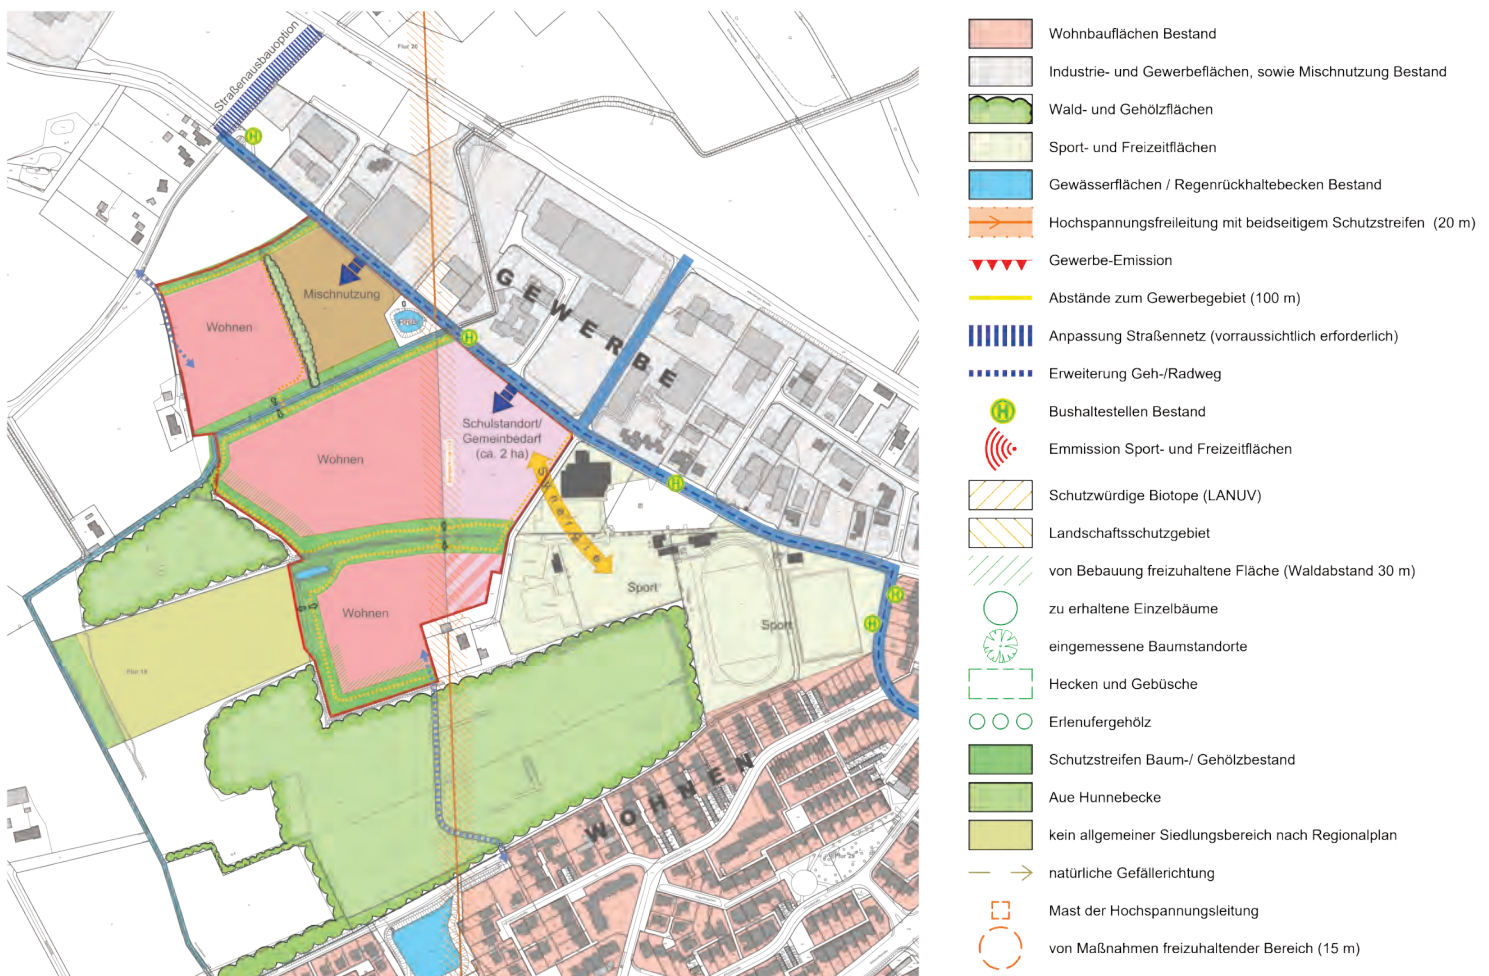 Straßenausbauoption
Flur 20
H
Mischnutzung
Wohnen
RRB
H
GEWERBE
Schulstandort/
Gemeinbedarf
(ca. 2 ha)
Wohnen
Synergie
H
Sport
Wohnen
Sport
H
H
Flur 19
WOHNEN
Wohnbauflächen Bestand
Industrie- und Gewerbeflächen, sowie Mischnutzung Bestand
Wald- und Gehölzflächen
Sport- und Freizeitflächen
Gewässerflächen / Regenrückhaltebecken Bestand
Hochspannungsfreileitung mit beidseitigem Schutzstreifen (20 m)
Gewerbe-Emission
Abstände zum Gewerbegebiet (100 m)
Anpassung Straßennetz (vorraussichtlich erforderlich)
Erweiterung Geh-/Radweg
H
Bushaltestellen Bestand
Emmission Sport- und Freizeitflächen
Schutzwürdige Biotope (LANUV)
Landschaftsschutzgebiet
von Bebauung freizuhaltene Fläche (Waldabstand 30 m)
zu erhaltene Einzelbäume
eingemessene Baumstandorte
Hecken und Gebüsche
Erlenufergehölz
Schutzstreifen Baum-/ Gehölzbestand
Aue Hunnebecke
kein allgemeiner Siedlungsbereich nach Regionalplan
natürliche Gefällerichtung
Mast der Hochspannungsleitung
von Maßnahmen freizuhaltender Bereich (15 m)